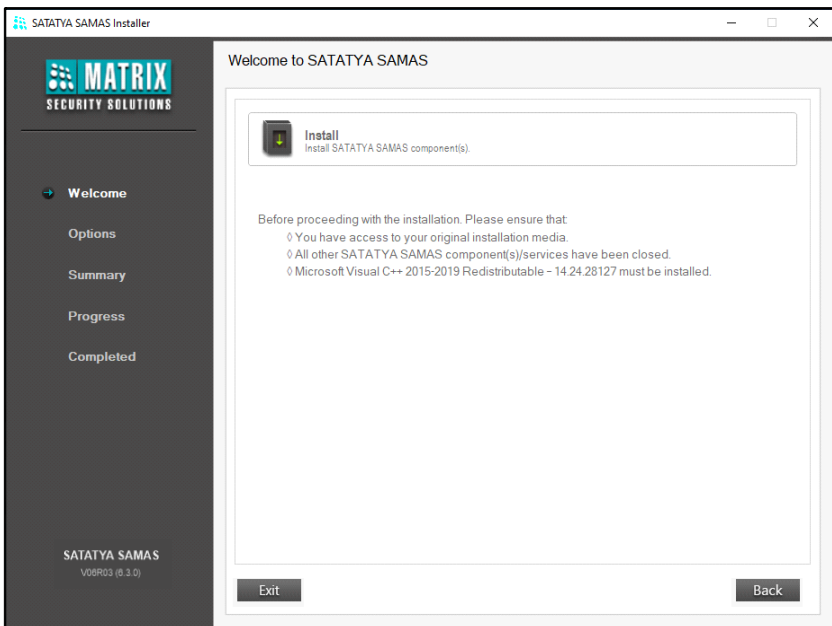 SATATYA SAMAS Installer
MATRIX
SECURITY SOLUTIONS
Welcome
Options
Summary
Progress
Completed
SATATYA SAMAS
V06R03 (6.3.0)
Welcome to SATATYA SAMAS
Install
Install SATATYA SAMAS component(s).
Before proceeding with the installation. Please ensure that:
◊ You have access to your original installation media.
◊ All other SATATYA SAMAS component(s)/services have been closed.
◊ Microsoft Visual C++ 2015-2019 Redistributable – 14.24.28127 must be installed.
Exit
Back